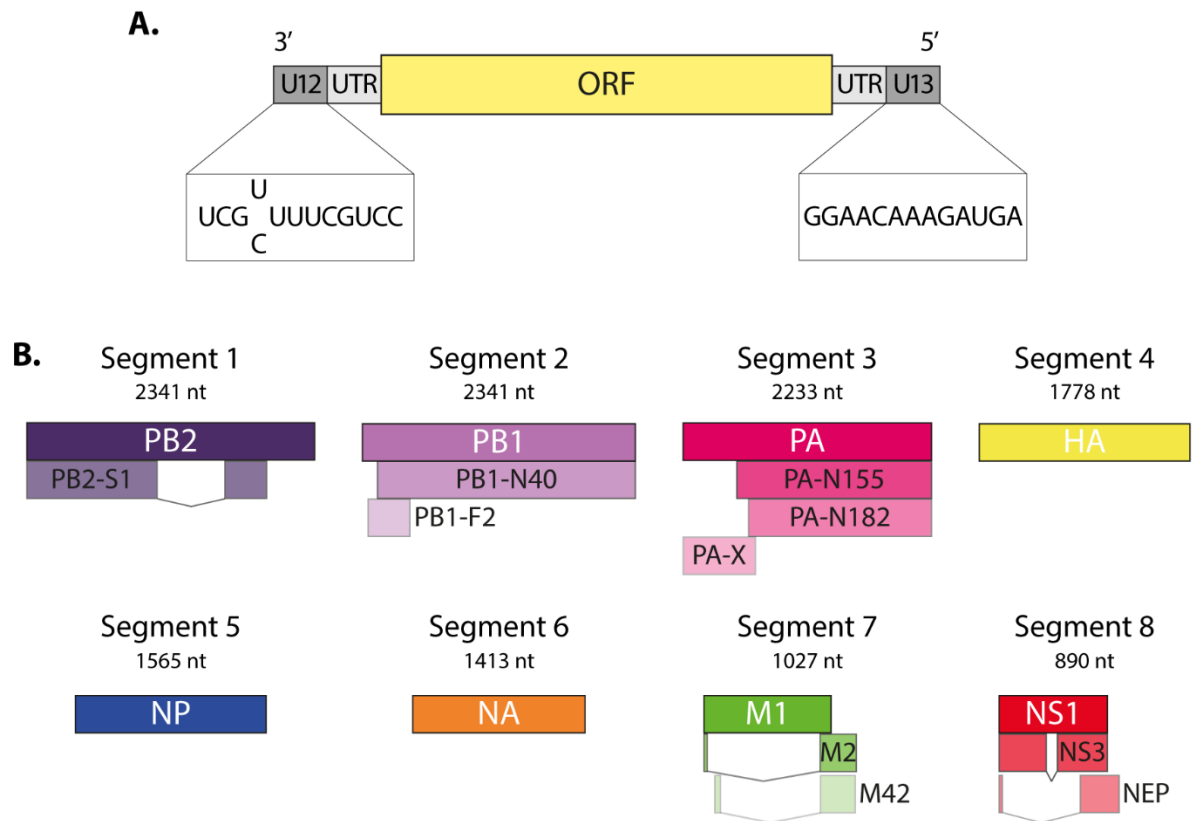 A.
3' 5'
U12 UTR ORF UTR U13
U
UCG UUUCGUCC GGAACAAAGAUGA
C
B.
Segment 1 Segment 2 Segment 3 Segment 4
2341 nt 2341 nt 2233 nt 1778 nt
PB2 PB1 PA HA
PB2-S1 PB1-N40 PA-N155
PB1-F2 PA-N182
PA-X
Segment 5 Segment 6 Segment 7 Segment 8
1565 nt 1413 nt 1027 nt 890 nt
NP NA M1 NS1
M2 NS3
M42 NEP